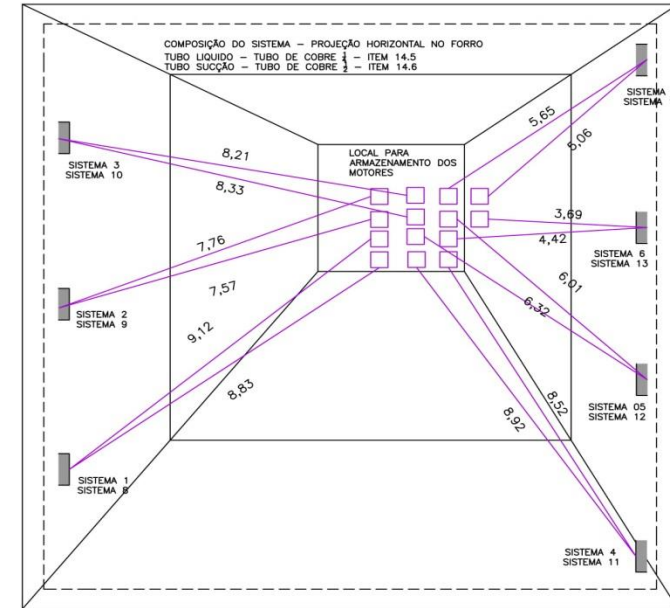 COMPOSIÇÃO DO SISTEMA – PROJEÇÃO HORIZONTAL NO FORRO
TUBO LIQUIDO – TUBO DE COBRE 1/4 – ITEM 14.5
TUBO SUCÇÃO – TUBO DE COBRE 1/2 – ITEM 14.6
SISTEMA
SISTEMA
5,65
5,06
LOCAL PARA
ARMAZENAMENTO DOS
MOTORES
8,21
8,33
SISTEMA 3
SISTEMA 10
3,69
4,42
SISTEMA 6
SISTEMA 13
7,76
7,57
6,01
6,32
SISTEMA 2
SISTEMA 9
9,12
8,83
SISTEMA 05
SISTEMA 12
8,92
8,52
SISTEMA 1
SISTEMA 8
SISTEMA 4
SISTEMA 11